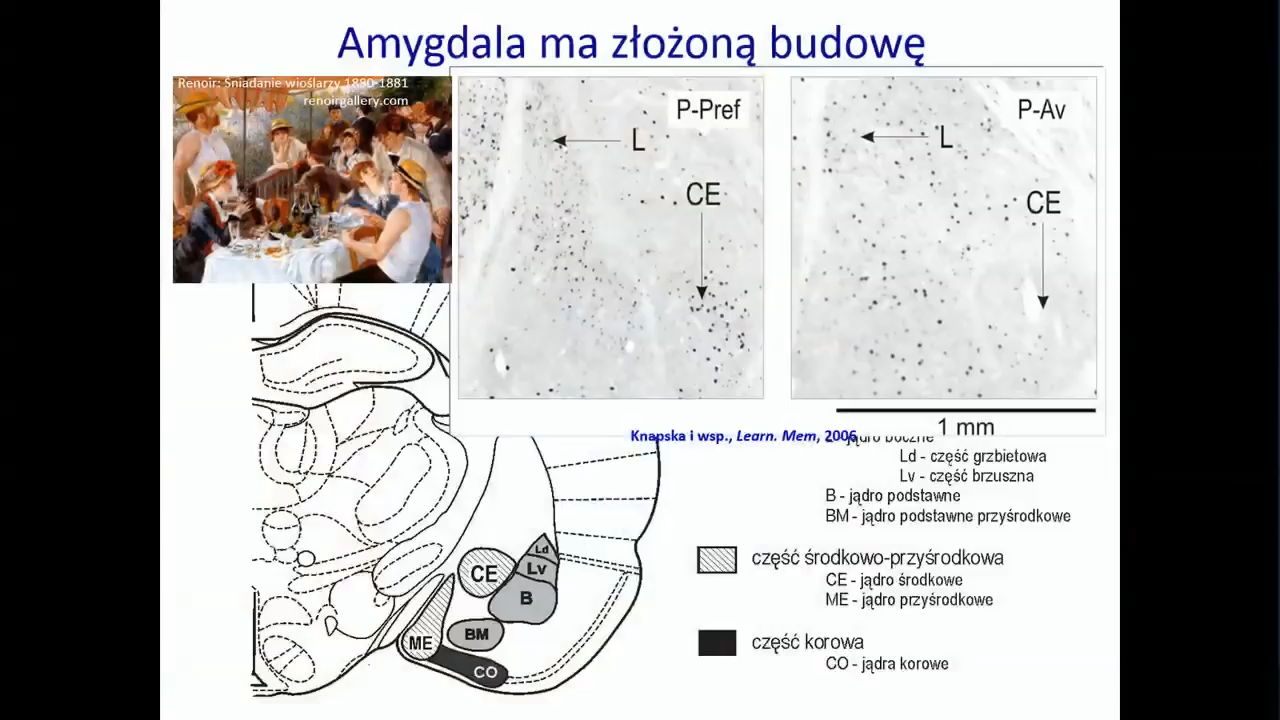 Amygdala ma złożoną budowę
Renoir: Śniadanie wioślarzy 1880-1881
renoirgallery.com
P-Pref
L
CE
P-Av
L
CE
1 mm
Knapska i wsp., Learn. Mem, 2006
L - jądro boczne
Ld - część grzbietowa
Lv - część brzuszna
B - jądro podstawne
BM - jądro podstawne przyśrodkowe
część środkowo-przyśrodkowa
CE - jądro środkowe
ME - jądro przyśrodkowe
część korowa
CO - jądra korowe
Ld
Lv
CE
B
BM
ME
CO